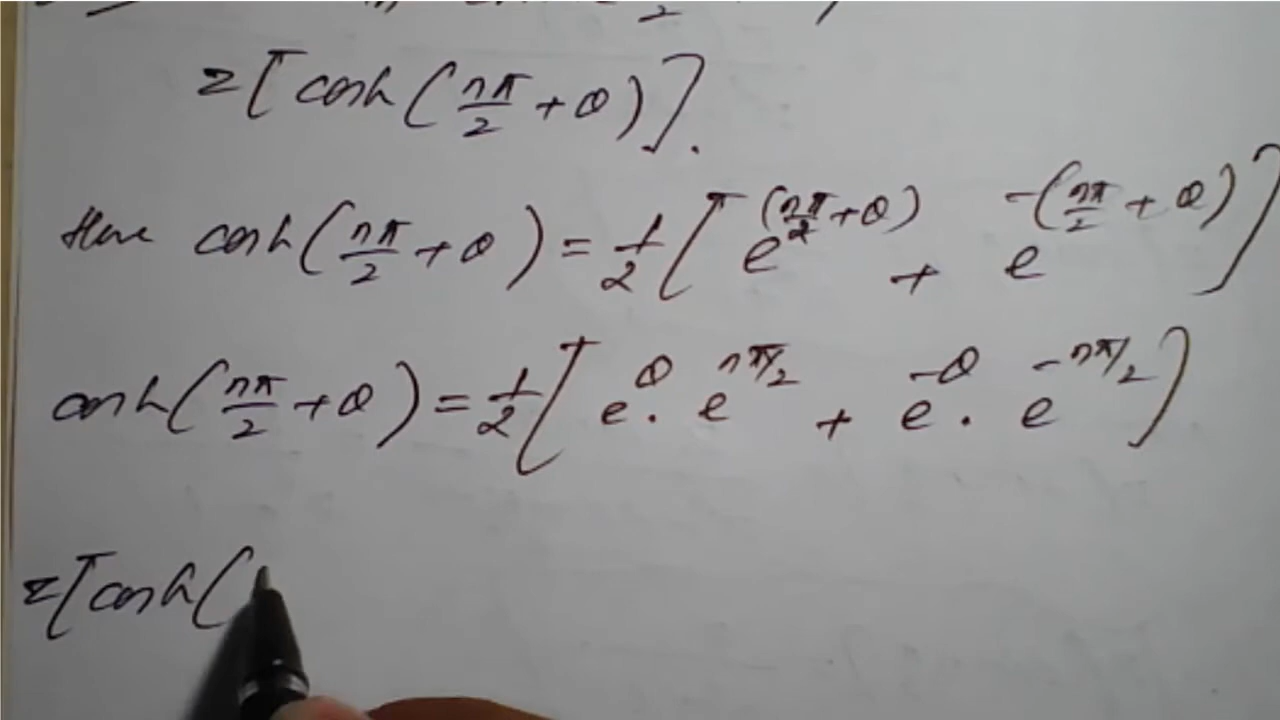 Z[cosh(nπ/2 + θ)].
Here cosh(nπ/2 + θ) = 1/2 [e^(nπ/2 + θ) + e^-(nπ/2 + θ)]
cosh(nπ/2 + θ) = 1/2 [e^θ . e^nπ/2 + e^-θ . e^-nπ/2]
Z[cosh(